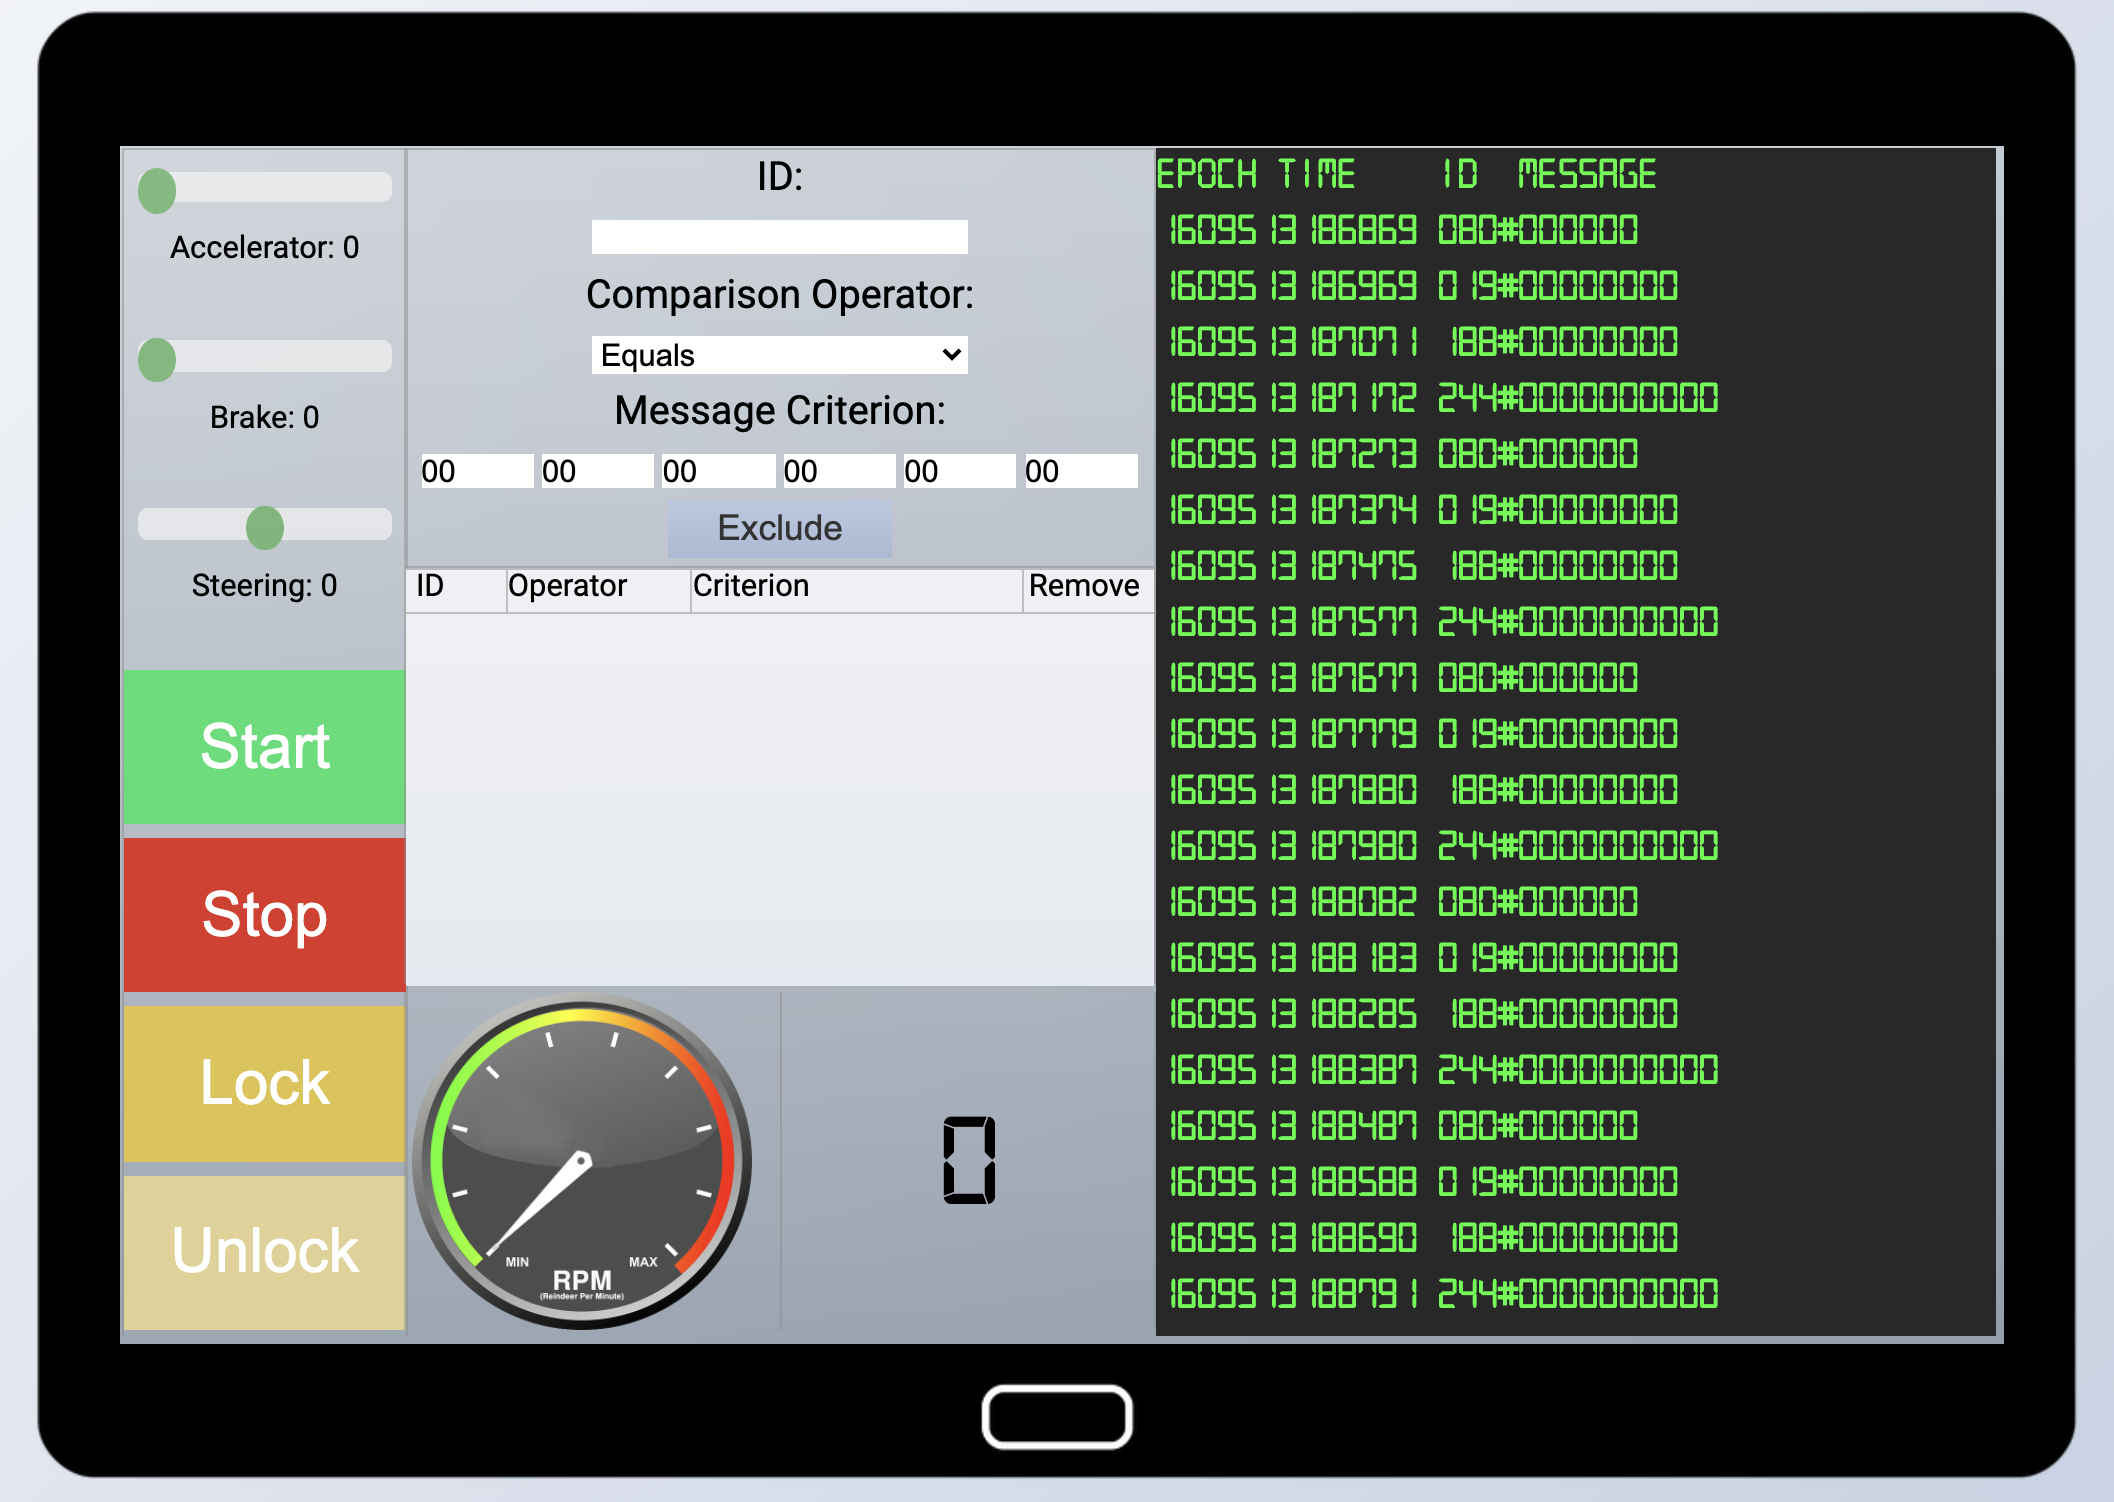 Accelerator: 0
Brake: 0
Steering: 0
Start
Stop
Lock
Unlock
ID:
Comparison Operator:
Equals
Message Criterion:
00 00 00 00 00 00
Exclude
ID Operator Criterion Remove
MIN MAX
RPM
(Reindeer Per Minute)
0
EPOCH TIME ID MESSAGE
1609513186869 080#000000
1609513186969 019#00000000
1609513187071 188#00000000
1609513187172 244#0000000000
1609513187273 080#000000
1609513187374 019#00000000
1609513187475 188#00000000
1609513187577 244#0000000000
1609513187677 080#000000
1609513187779 019#00000000
1609513187880 188#00000000
1609513187980 244#0000000000
1609513188082 080#000000
1609513188183 019#00000000
1609513188285 188#00000000
1609513188387 244#0000000000
1609513188487 080#000000
1609513188588 019#00000000
1609513188690 188#00000000
1609513188791 244#0000000000